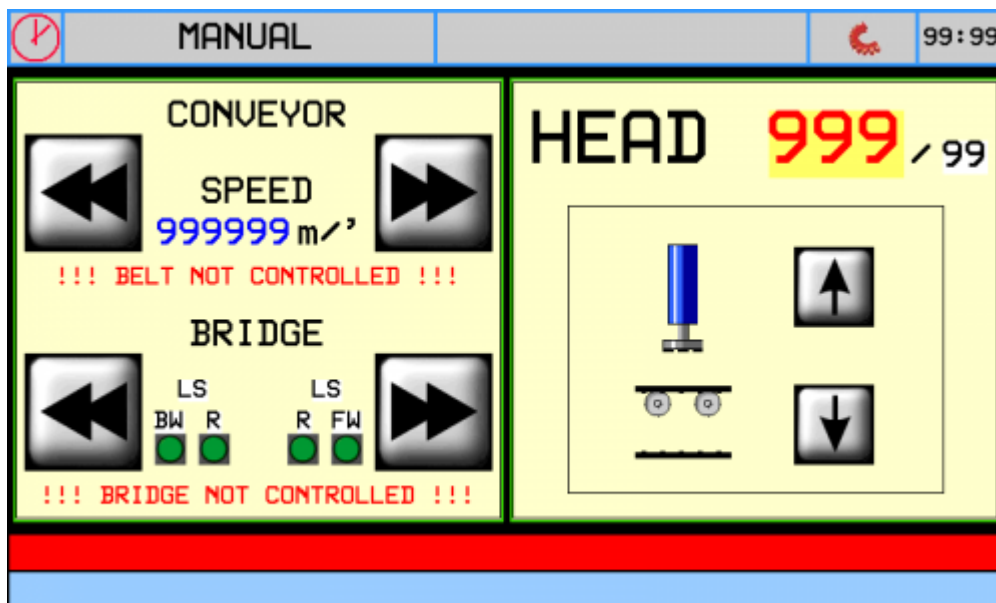 MANUAL
99:99
CONVEYOR
SPEED
999999 m/'
!!! BELT NOT CONTROLLED !!!
BRIDGE
LS LS
BW R R FW
!!! BRIDGE NOT CONTROLLED !!!
HEAD 999/99